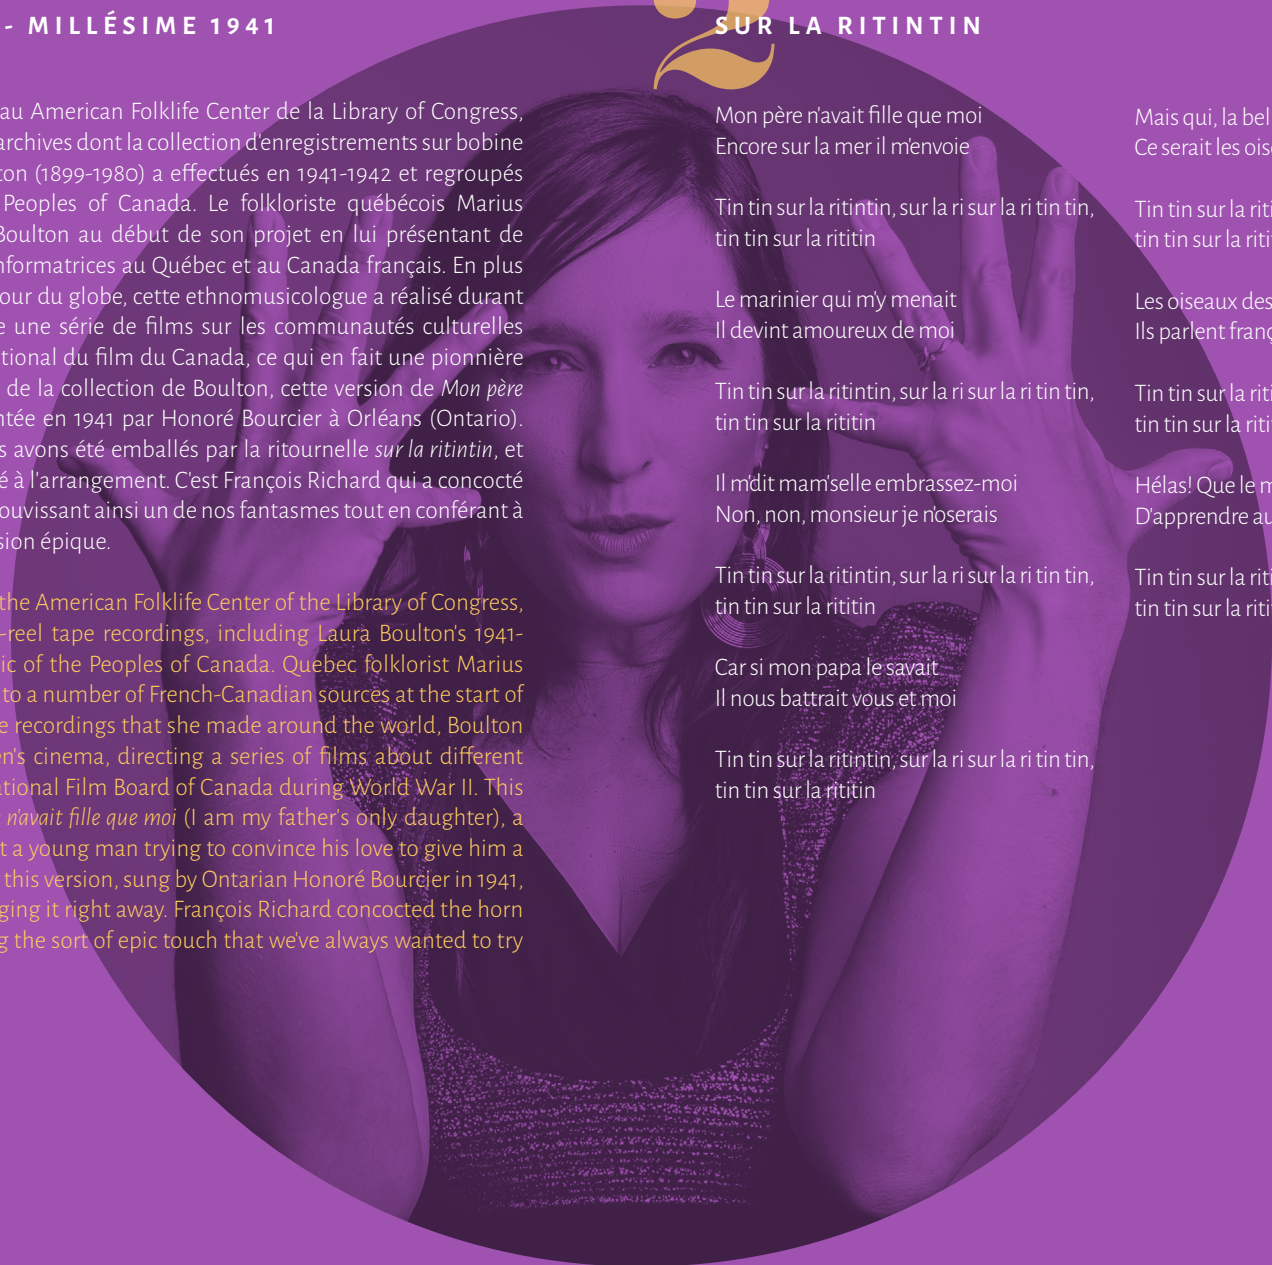 - MILLÉSIME 1941
au American Folklife Center de la Library of Congress,
archives dont la collection d'enregistrements sur bobine
(1899-1980) a effectués en 1941-1942 et regroupés
Peoples of Canada. Le folkloriste québécois Marius
Boulton au début de son projet en lui présentant de
au Québec et au Canada français. En plus
du globe, cette ethnomusicologue a réalisé durant
une série de films sur les communautés culturelles
du film du Canada, ce qui en fait une pionnière
de la collection de Boulton, cette version de Mon père
en 1941 par Honoré Bourcier à Orléans (Ontario).
avons été emballés par la ritournelle sur la ritintin, et
à l'arrangement. C'est François Richard qui a concocté
ainsi un de nos fantasmes tout en conférant à
épique.
the American Folklife Center of the Library of Congress,
-reel tape recordings, including Laura Boulton's 1941-
of the Peoples of Canada. Quebec folklorist Marius
to a number of French-Canadian sources at the start of
recordings that she made around the world, Boulton
cinema, directing a series of films about different
Film Board of Canada during World War II. This
n'avait fille que moi (I am my father's only daughter), a
a young man trying to convince his love to give him a
this version, sung by Ontarian Honoré Bourcier in 1941,
it right away. François Richard concocted the horn
the sort of epic touch that we've always wanted to try
2
SUR LA RITINTIN
Mon père n'avait fille que moi
Encore sur la mer il m'envoie
Tin tin sur la ritintin, sur la ri sur la ri tin tin,
tin tin sur la rititin
Le marinier qui m'y menait
Il devint amoureux de moi
Tin tin sur la ritintin, sur la ri sur la ri tin tin,
tin tin sur la rititin
Il m'dit mam'selle embrassez-moi
Non, non, monsieur je n'oserais
Tin tin sur la ritintin, sur la ri sur la ri tin tin,
tin tin sur la rititin
Car si mon papa le savait
Il nous battrait vous et moi
Tin tin sur la ritintin, sur la ri sur la ri tin tin,
tin tin sur la rititin
Mais qui, la bel
Ce serait les ois
Tin tin sur la riti
tin tin sur la riti
Les oiseaux des
Ils parlent franç
Tin tin sur la riti
tin tin sur la riti
Hélas! Que le m
D'apprendre au
Tin tin sur la riti
tin tin sur la riti